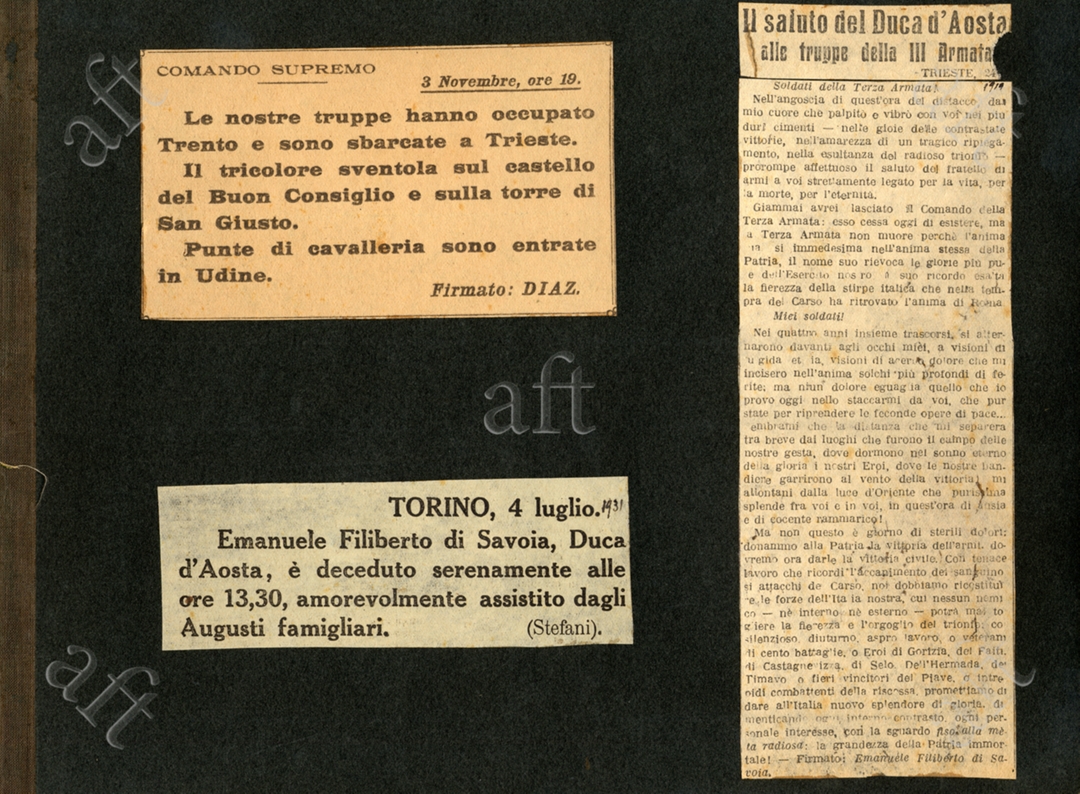 COMANDO SUPREMO
3 Novembre, ore 19.
Le nostre truppe hanno occupato
Trento e sono sbarcate a Trieste.
Il tricolore sventola sul castello
del Buon Consiglio e sulla torre di
San Giusto.
Punte di cavalleria sono entrate
in Udine.
Firmato: DIAZ.
TORINO, 4 luglio. 1931
Emanuele Filiberto di Savoia, Duca
d'Aosta, è deceduto serenamente alle
ore 13,30, amorevolmente assistito dagli
Augusti famigliari. (Stefani).
Il saluto del Duca d'Aosta
alle truppe della III Armata
TRIESTE, 24
Soldati della Terza Armata! 1919
Nell'angoscia di quest'ora del distacco, dal
mio cuore che palpitò e vibrò con voi nei più
duri cimenti — nelle gioie delle contrastate
vittorie, nell'amarezza di un tragico ripiega-
mento, nella esultanza del radioso trionfo —
prorompe affettuoso il saluto del fratello di
armi a voi strettamente legato per la vita, per
la morte, per l'eternità.
Giammai avrei lasciato il Comando della
Terza Armata: esso cessa oggi di esistere, ma
a Terza Armata non muore perchè l'anima
si immedesima nell'anima stessa della
Patria, il nome suo rievoca le glorie più pu-
e dell'Esercito nostro suo ricordo
la fierezza della stirpe italica che nella tem-
pra del Carso ha ritrovato l'anima di Roma.
Miei soldati!
Nei quattro anni insieme trascorsi, si alter-
narono davanti agli occhi miei, a visioni di
visioni di dolore che mi
incisero nell'anima solchi più profondi di fe-
rite; ma niun dolore eguaglia quello che io
provo oggi nello staccarmi da voi, che pur
state per riprendere le feconde opere di pace...
embrami che la distanza che mi separerà
tra breve dai luoghi che furono il campo delle
nostre gesta, dove dormono nel sonno eterno
della gloria i nostri Eroi, dove le nostre ban-
diere garrirono al vento della vittoria, mi
allontani dalla luce d'Oriente che purissima
splende fra voi e in voi, in quest'ora di ansia
e di cocente rammarico!
Ma non questo è giorno di sterili dolori:
donammo alla Patria la vittoria dell'armi, do-
vremo ora darle la vittoria civile. Con tenace
lavoro che ricordi l'accanimento dei
attacchi del Carso, noi dobbiamo ricostitui
e le forze dell'Italia nostra, cui nessun nemi
co — nè interno nè esterno — potrà mai to
gliere la fierezza e l'orgoglio del trionfo; co
silenzioso, diuturno, aspro lavoro, o veterani
di cento battaglie, o Eroi di Gorizia, del Faiti,
di Castagnevizza, di Selo, Dell'Hermada, del
Timavo o fieri vincitori del Piave, o intre
pidi combattenti della riscossa, promettiamo di
dare all'Italia nuovo splendore di gloria, di
menticando ogni interno contrasto, ogni per-
sonale interesse, con la sguardo fiso alla mè
ta radiosa: la grandezza della Patria immor-
tale! — Firmato: Emanuele Filiberto di Sa-
voia.
aft
aft
aft